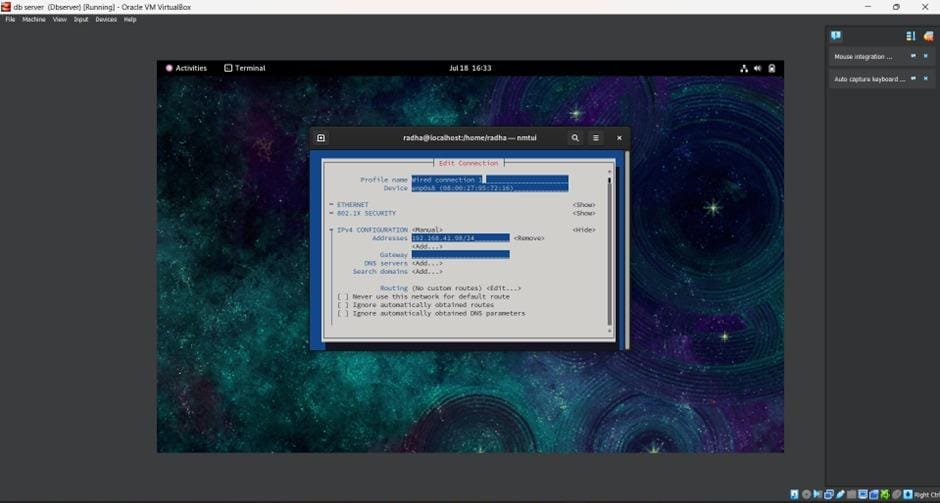 db server (Dbserver) [Running] - Oracle VM VirtualBox
File Machine View Input Devices Help
Mouse integration ...
Auto capture keyboard ...
Activities Terminal Jul 18 16:33
radha@localhost:/home/radha — nmtui
Edit Connection
Profile name Wired connection 1
Device enp0s8 (08:00:27:95:72:16)
ETHERNET <Show>
802.1X SECURITY <Show>
IPv4 CONFIGURATION <Manual> <Hide>
Addresses 192.168.41.98/24 <Remove>
<Add...>
Gateway
DNS servers <Add...>
Search domains <Add...>
Routing (No custom routes) <Edit...>
[ ] Never use this network for default route
[ ] Ignore automatically obtained routes
[ ] Ignore automatically obtained DNS parameters
Right Ctrl